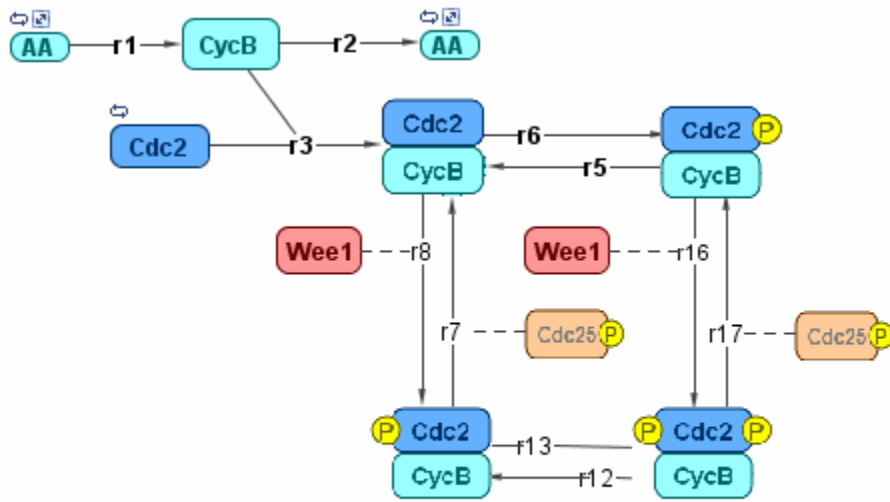 AA
r1
CycB
r2
AA
Cdc2
r3
Cdc2
CycB
r6
r5
Cdc2
P
CycB
Wee1
r8
Wee1
r16
r7
Cdc25
P
r17
Cdc25
P
P
Cdc2
CycB
r13
r12
P
Cdc2
P
CycB